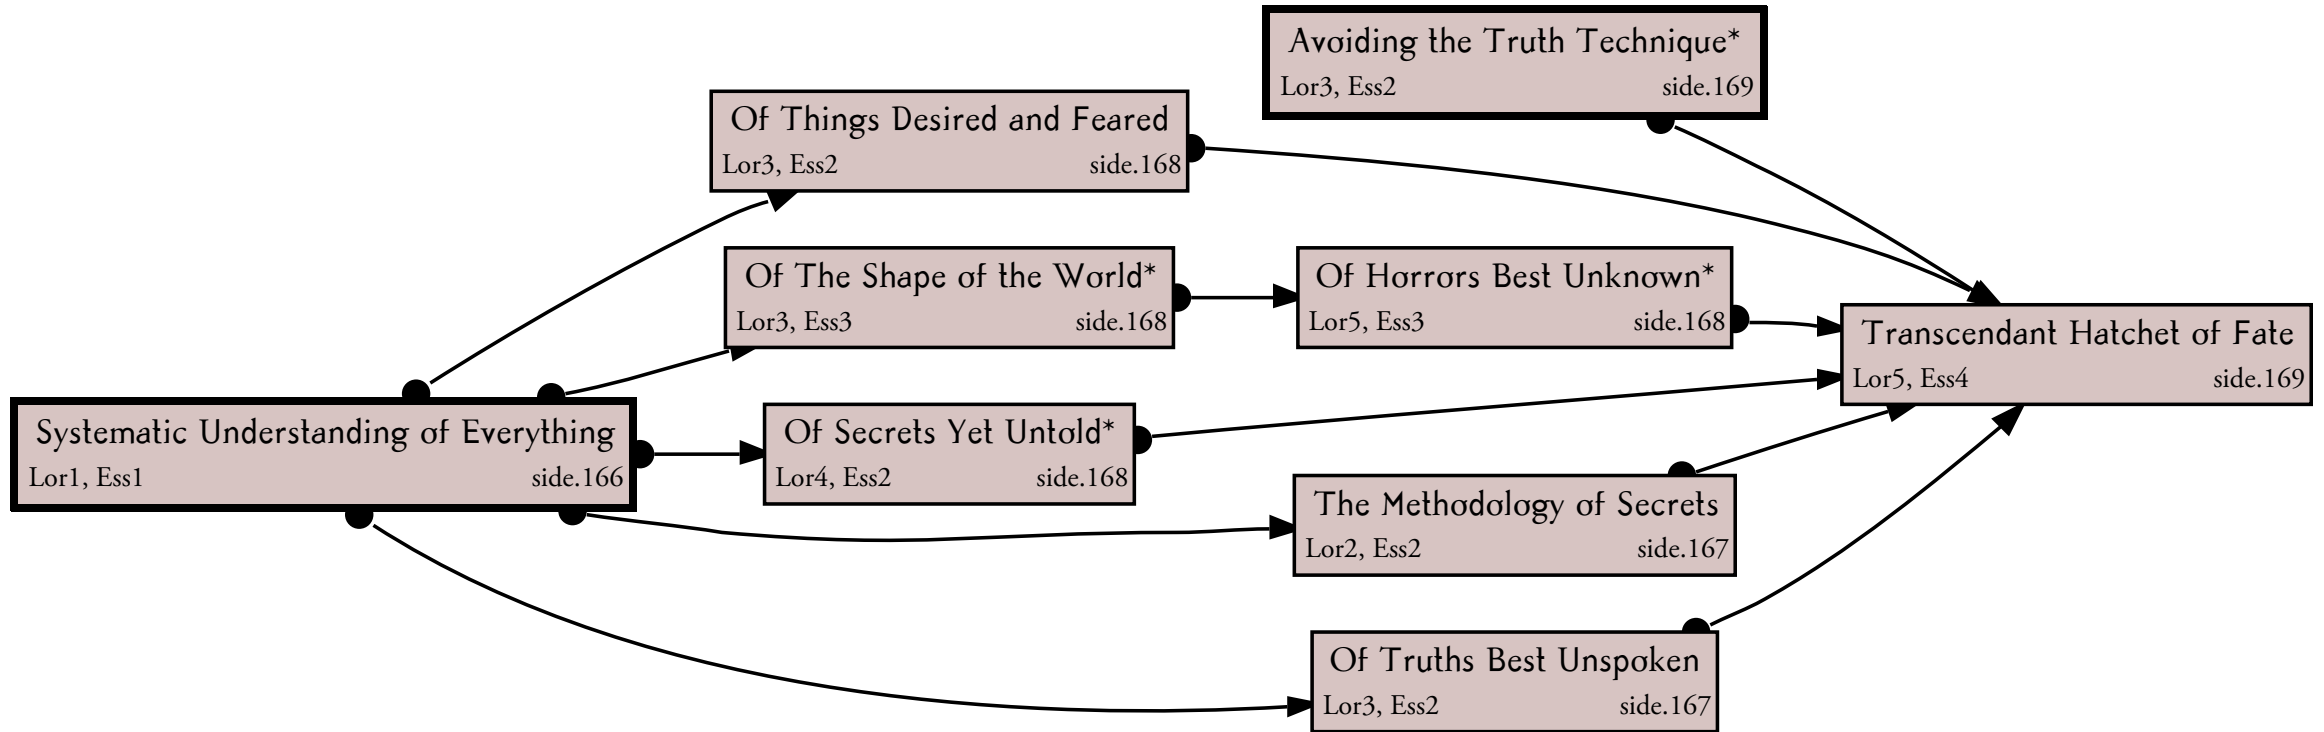 Avoiding the Truth Technique*
Lor3, Ess2 side.169
Of Things Desired and Feared
Lor3, Ess2 side.168
Of The Shape of the World*
Lor3, Ess3 side.168
Of Horrors Best Unknown*
Lor5, Ess3 side.168
Transcendant Hatchet of Fate
Lor5, Ess4 side.169
Systematic Understanding of Everything
Lor1, Ess1 side.166
Of Secrets Yet Untold*
Lor4, Ess2 side.168
The Methodology of Secrets
Lor2, Ess2 side.167
Of Truths Best Unspoken
Lor3, Ess2 side.167